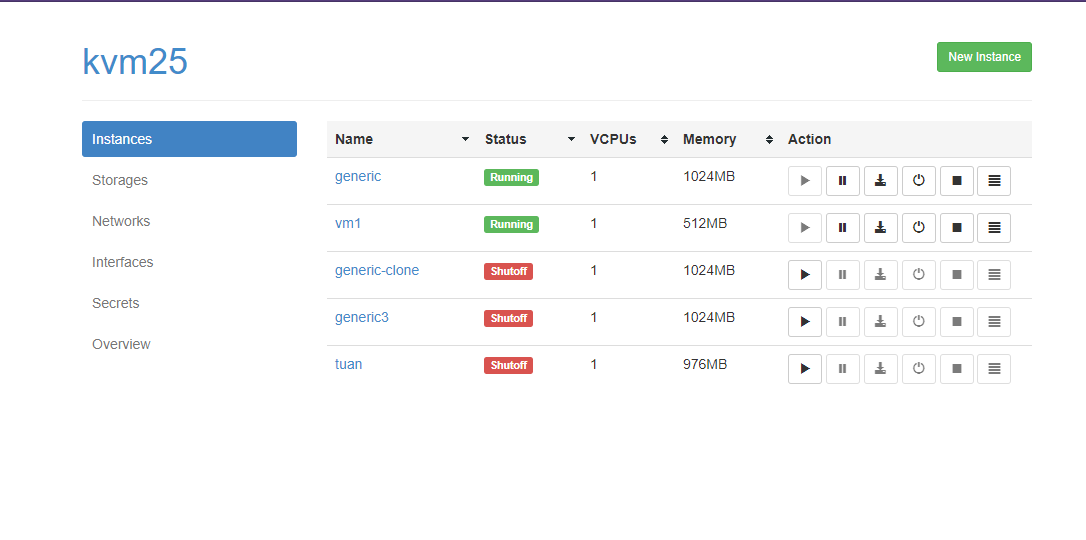 kvm25
New Instance
Instances
Storages
Networks
Interfaces
Secrets
Overview
Name Status VCPUs Memory Action
generic Running 1 1024MB
vm1 Running 1 512MB
generic-clone Shutoff 1 1024MB
generic3 Shutoff 1 1024MB
tuan Shutoff 1 976MB